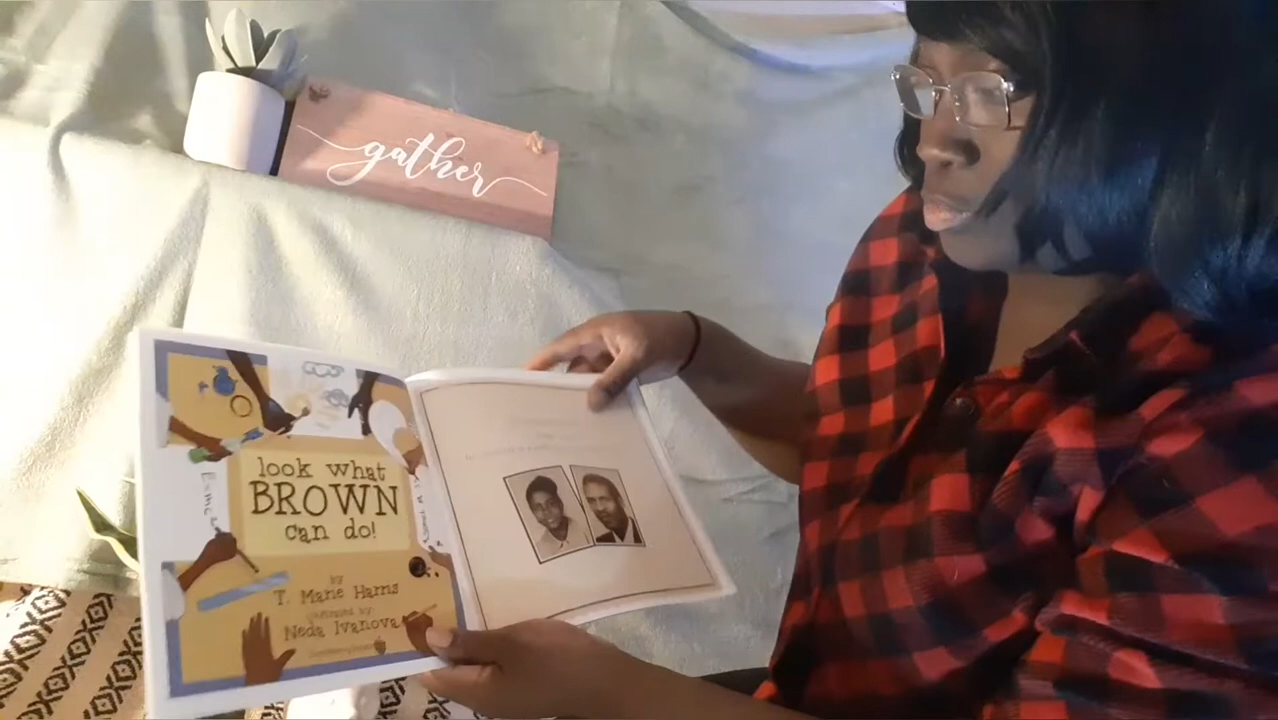 gather
look what
BROWN
can do!
by
T. Marie Harris
illustrated by
Neda Ivanova